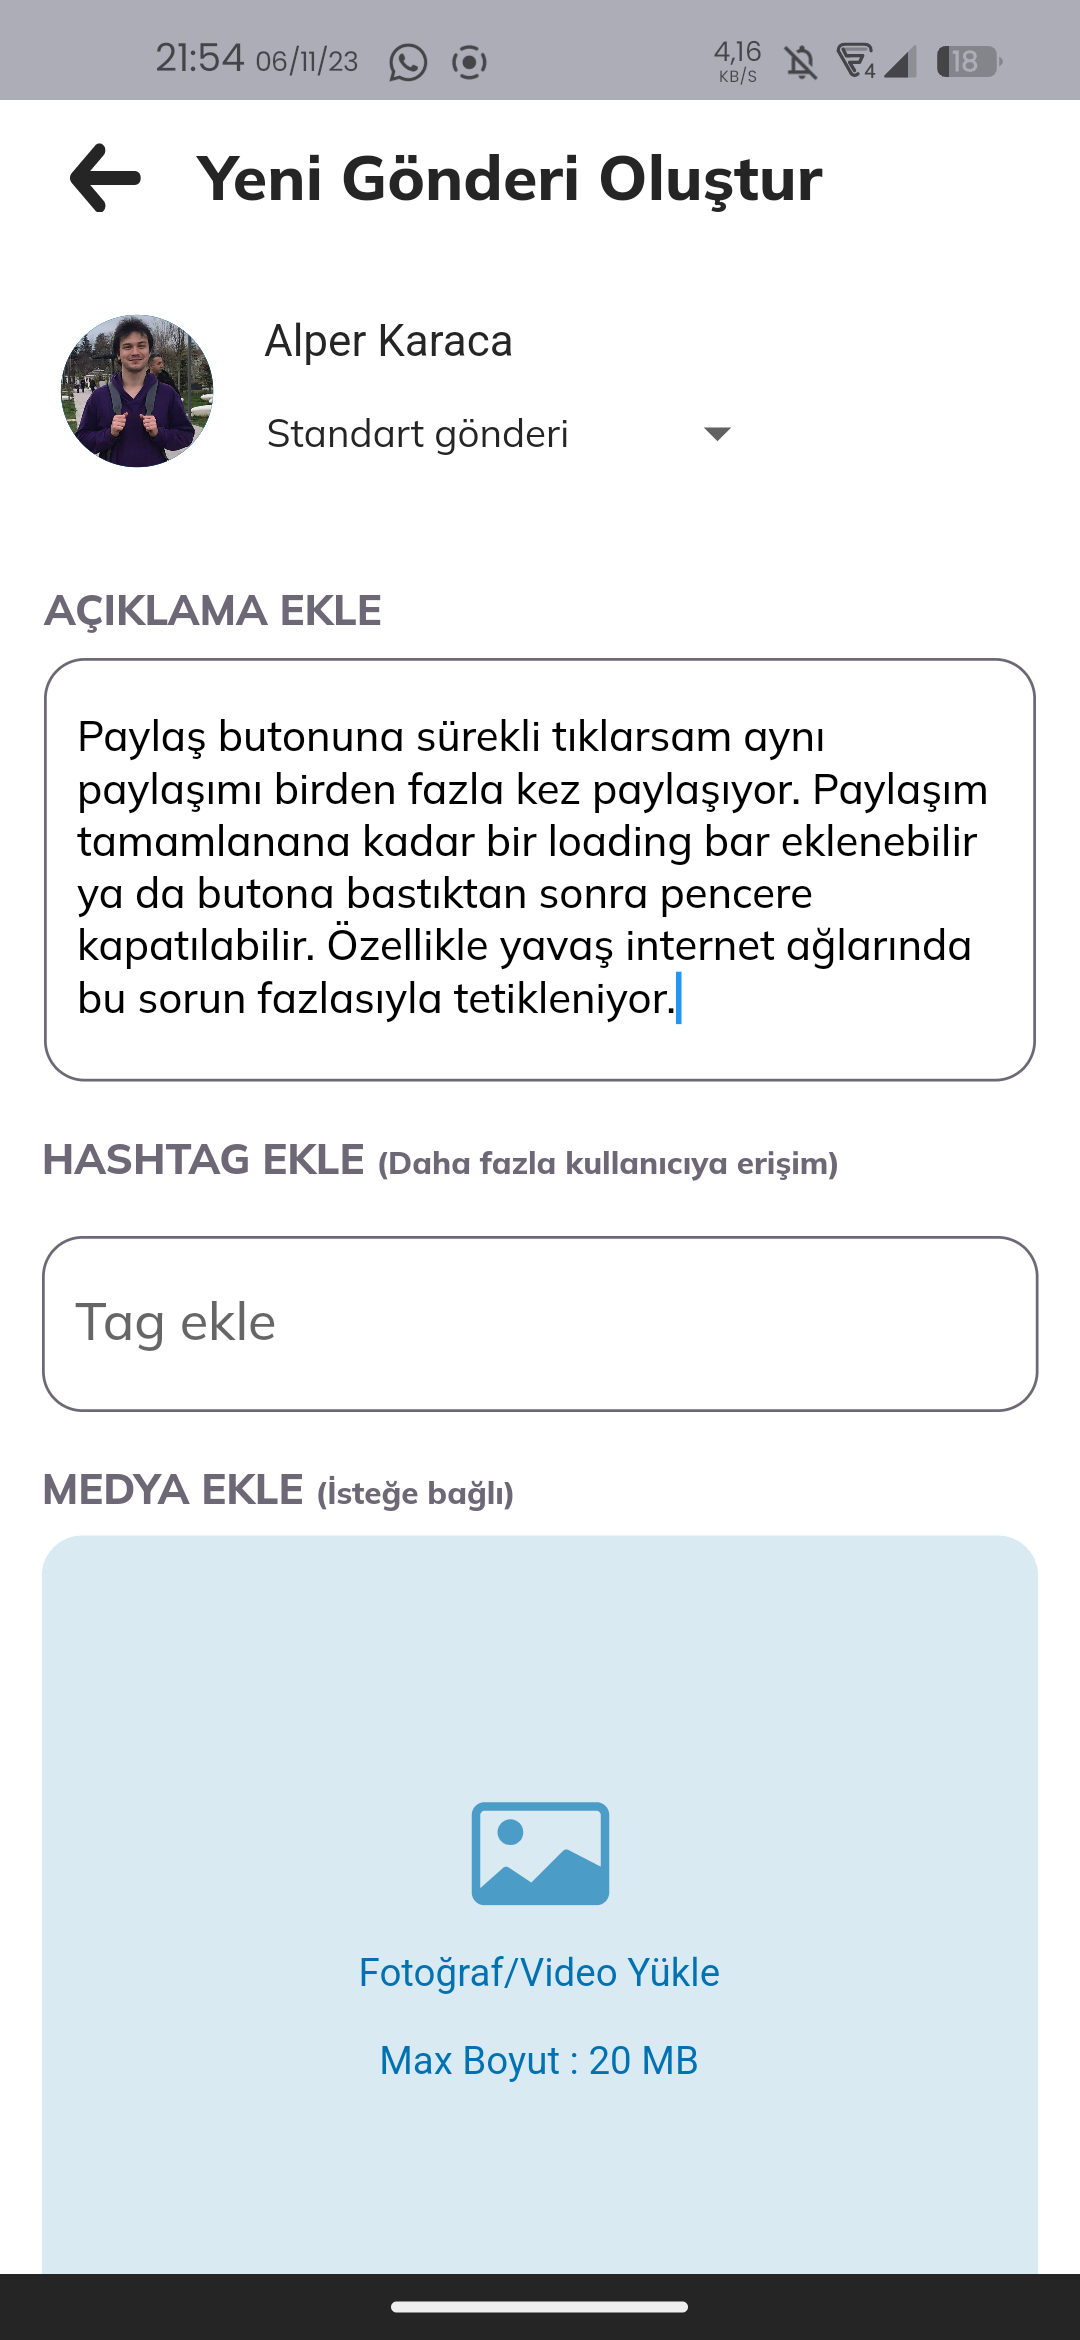 21:54 06/11/23
4,16
KB/S
4
18
Yeni Gönderi Oluştur
Alper Karaca
Standart gönderi
AÇIKLAMA EKLE
Paylaş butonuna sürekli tıklarsam aynı
paylaşımı birden fazla kez paylaşıyor. Paylaşım
tamamlanana kadar bir loading bar eklenebilir
ya da butona bastıktan sonra pencere
kapatılabilir. Özellikle yavaş internet ağlarında
bu sorun fazlasıyla tetikleniyor.
HASHTAG EKLE (Daha fazla kullanıcıya erişim)
Tag ekle
MEDYA EKLE (İsteğe bağlı)
Fotoğraf/Video Yükle
Max Boyut : 20 MB